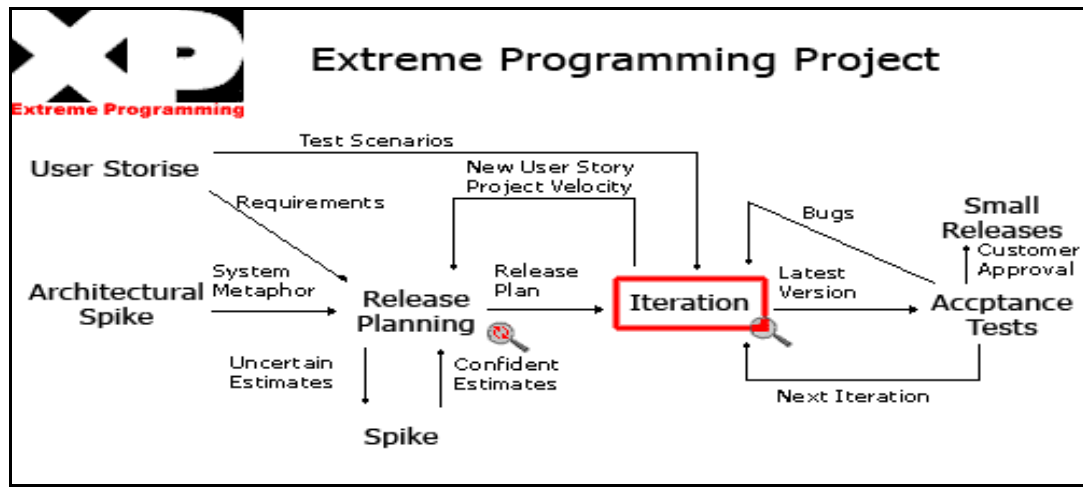 XP
Extreme Programming
Extreme Programming Project
Test Scenarios
User Storise
New User Story
Project Velocity
Requirements
Bugs
Small
Releases
Customer
Approval
System
Metaphor
Architectural
Spike
Release
Planning
Release
Plan
Iteration
Latest
Version
Accptance
Tests
Uncertain
Estimates
Confident
Estimates
Next Iteration
Spike